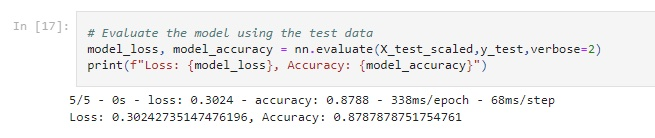 In [17]:
# Evaluate the model using the test data
model_loss, model_accuracy = nn.evaluate(X_test_scaled,y_test,verbose=2)
print(f"Loss: {model_loss}, Accuracy: {model_accuracy}")
5/5 - 0s - loss: 0.3024 - accuracy: 0.8788 - 338ms/epoch - 68ms/step
Loss: 0.30242735147476196, Accuracy: 0.8787878751754761